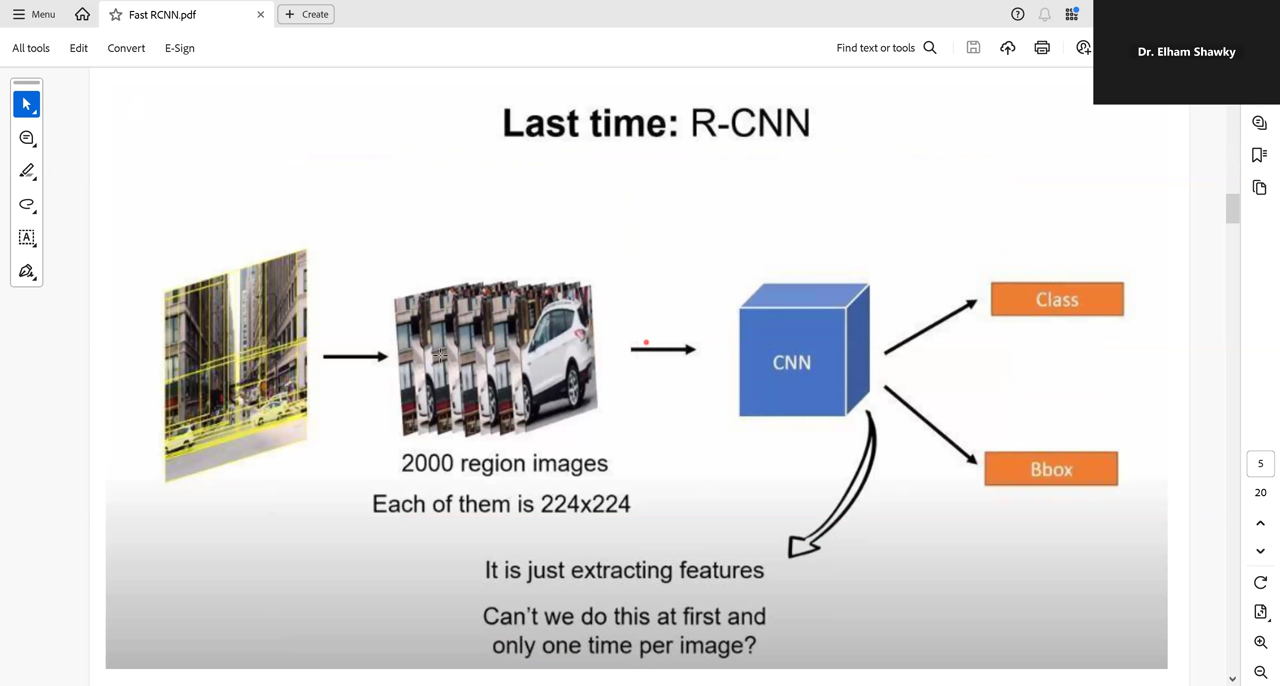 Menu
Fast RCNN.pdf
Create
All tools
Edit
Convert
E-Sign
Find text or tools
Dr. Elham Shawky
Last time: R-CNN
2000 region images
Each of them is 224x224
CNN
Class
Bbox
It is just extracting features
Can't we do this at first and
only one time per image?
5
20